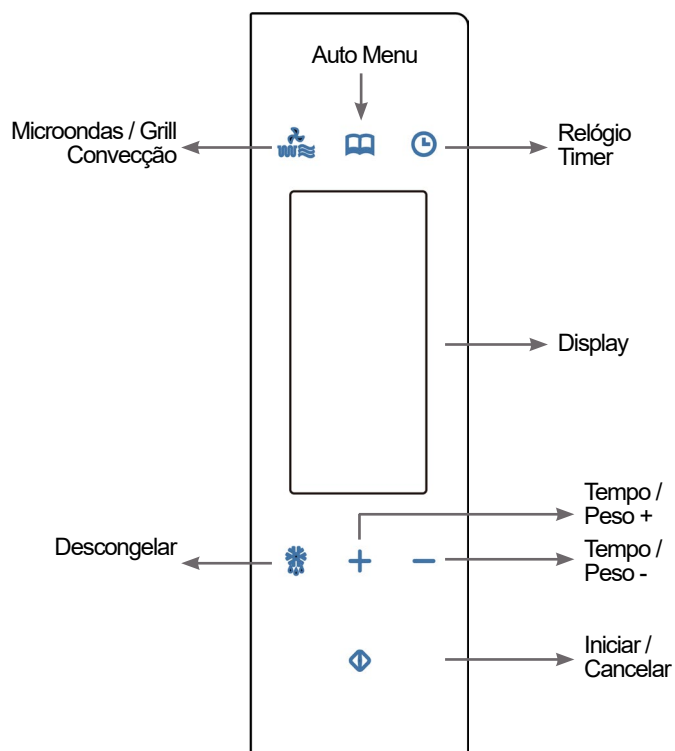 Auto Menu
Microondas / Grill
Convecção
Relógio
Timer
Display
Tempo /
Peso +
Descongelar
Tempo /
Peso -
Iniciar /
Cancelar